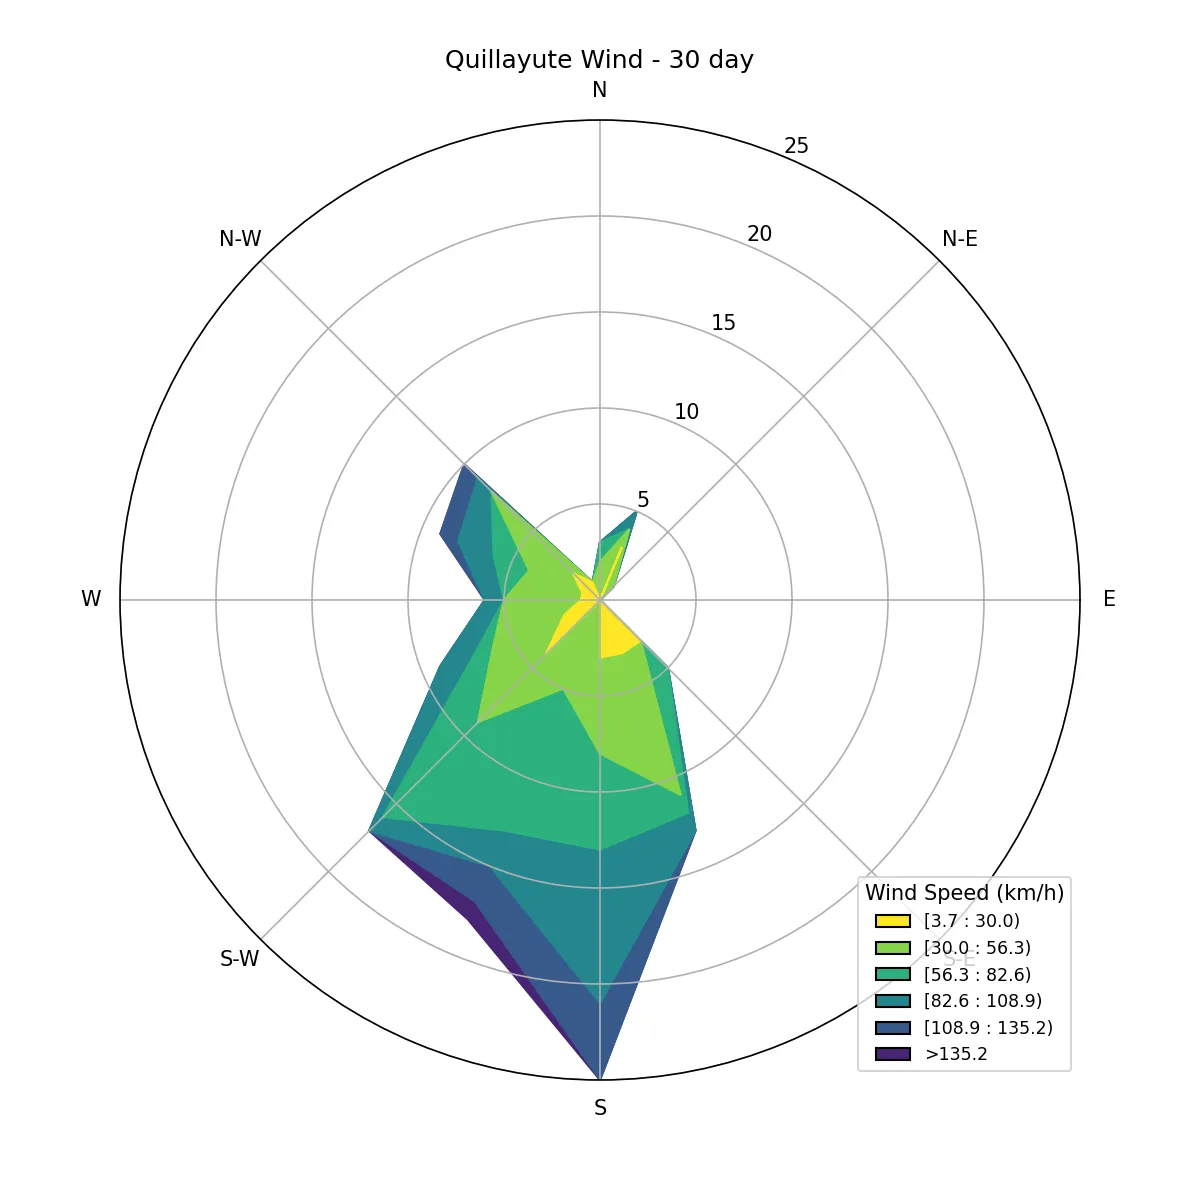 Quillayute Wind - 30 day
N
25
N-W
20
N-E
15
10
5
W
E
Wind Speed (km/h)
[3.7 : 30.0)
[30.0 : 56.3)
S-W
S-E
[56.3 : 82.6)
[82.6 : 108.9)
[108.9 : 135.2)
>135.2
S